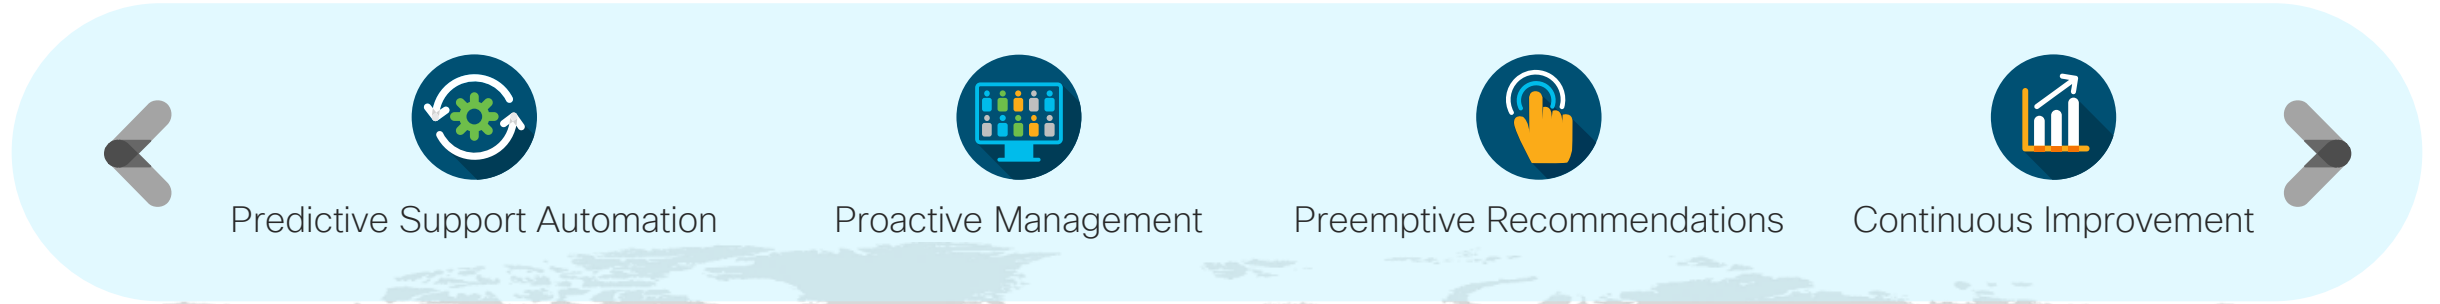 Predictive Support Automation
Proactive Management
Preemptive Recommendations
Continuous Improvement